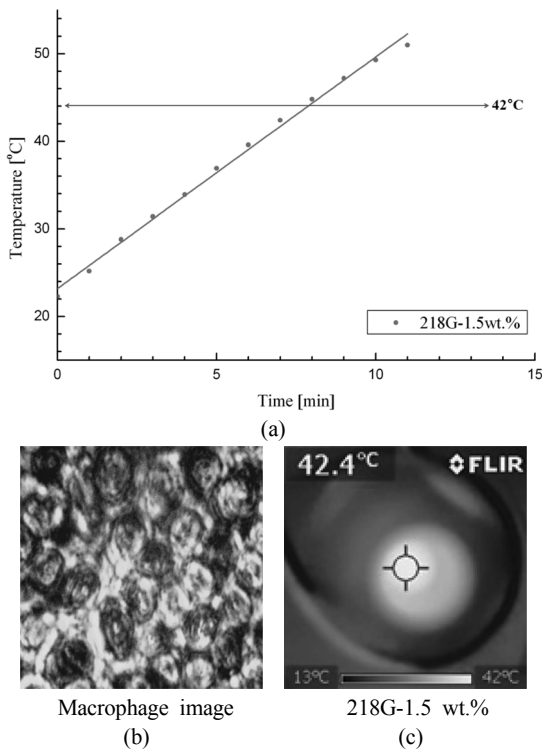 50
40
30
20
0
5
10
15
Temperature [°C]
42°C
218G-1.5wt.%
Time [min]
(a)
42.4°C
FLIR
13°C
42°C
Macrophage image
218G-1.5 wt.%
(b)
(c)